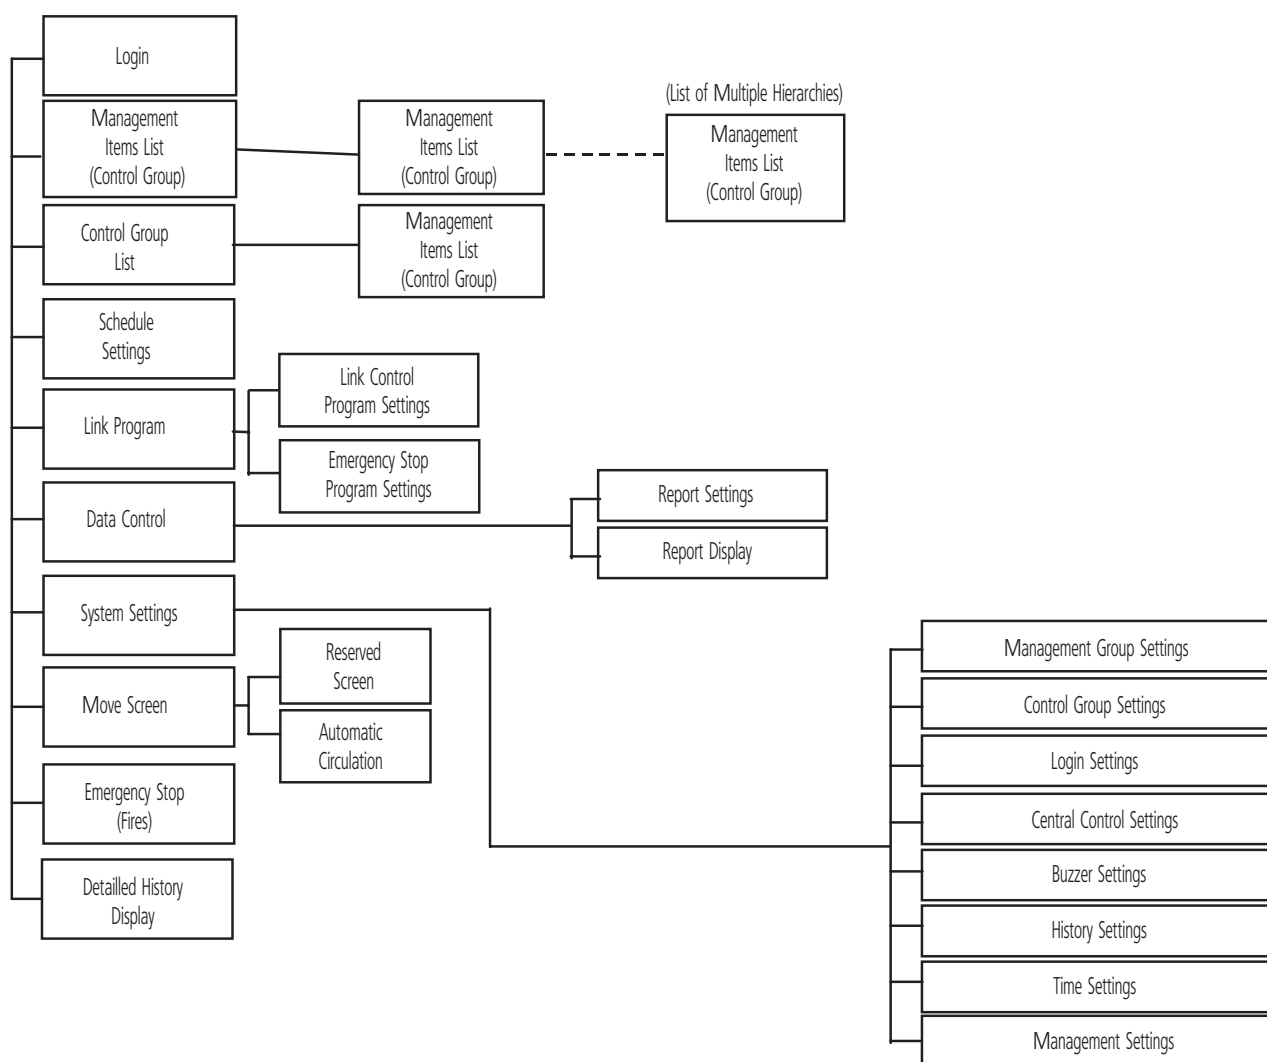 Login
Management
Items List
(Control Group)
Management
Items List
(Control Group)
(List of Multiple Hierarchies)
Management
Items List
(Control Group)
Control Group
List
Management
Items List
(Control Group)
Schedule
Settings
Link Program
Link Control
Program Settings
Emergency Stop
Program Settings
Data Control
Report Settings
Report Display
System Settings
Management Group Settings
Control Group Settings
Login Settings
Central Control Settings
Buzzer Settings
History Settings
Time Settings
Management Settings
Move Screen
Reserved
Screen
Automatic
Circulation
Emergency Stop
(Fires)
Detailled History
Display